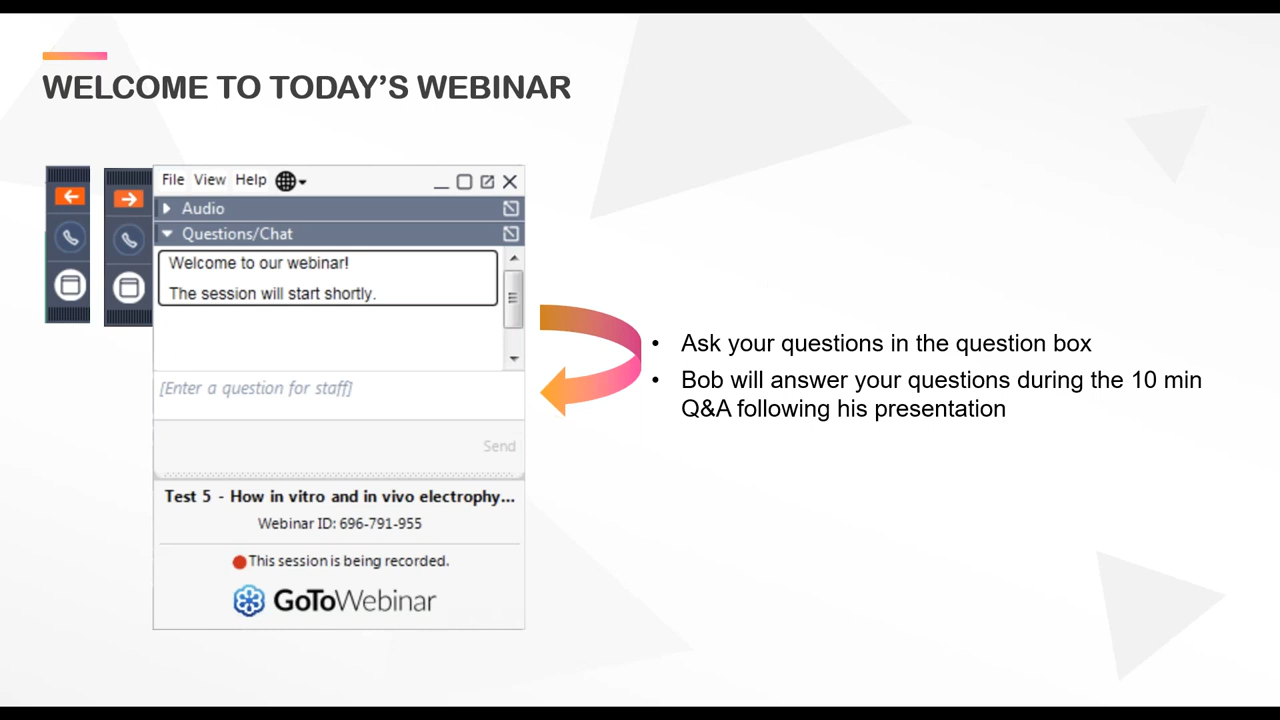 WELCOME TO TODAY'S WEBINAR
File View Help
Audio
Questions/Chat
Welcome to our webinar!
The session will start shortly.
[Enter a question for staff]
Send
Test 5 - How in vitro and in vivo electrophy...
Webinar ID: 696-791-955
This session is being recorded.
GoToWebinar
• Ask your questions in the question box
• Bob will answer your questions during the 10 min
Q&A following his presentation